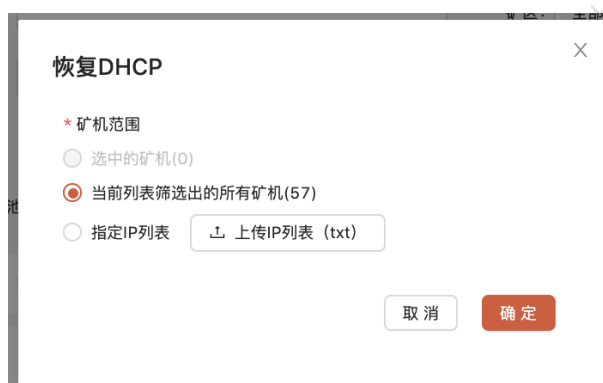 恢复DHCP
* 矿机范围
选中的矿机(0)
当前列表筛选出的所有矿机(57)
池
指定IP列表 上传IP列表（txt）
取消 确定